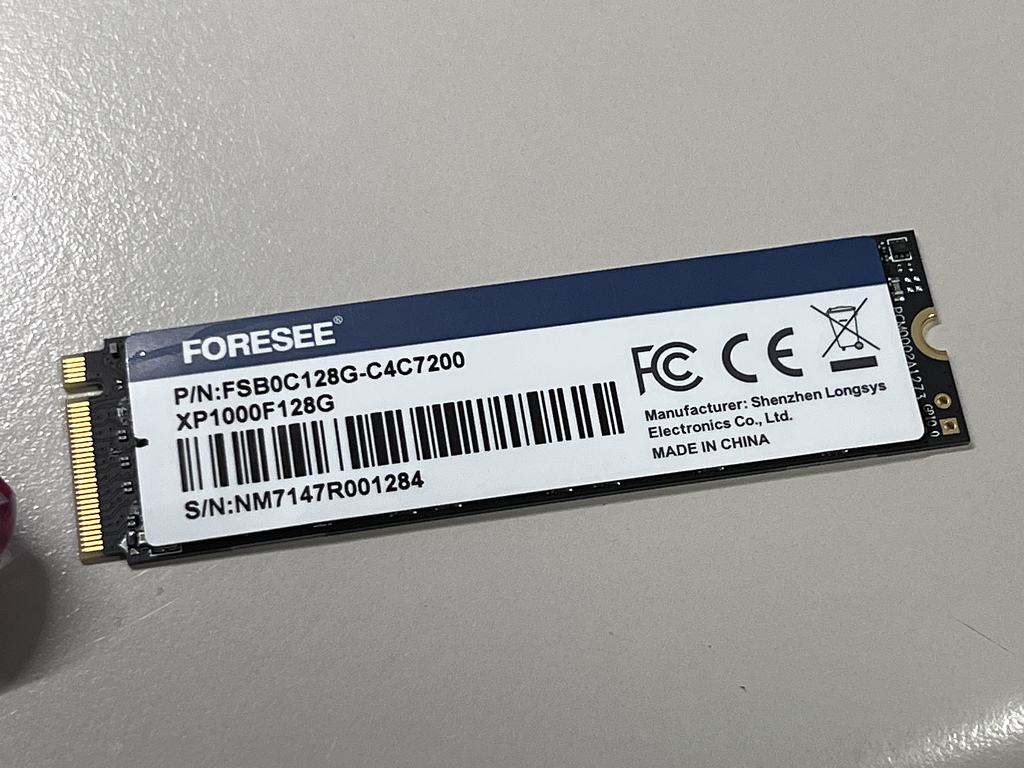 FORESEE®
P/N:FSB0C128G-C4C7200
XP1000F128G
S/N:NM7147R001284
FC CE
Manufacturer: Shenzhen Longsys
Electronics Co., Ltd.
MADE IN CHINA